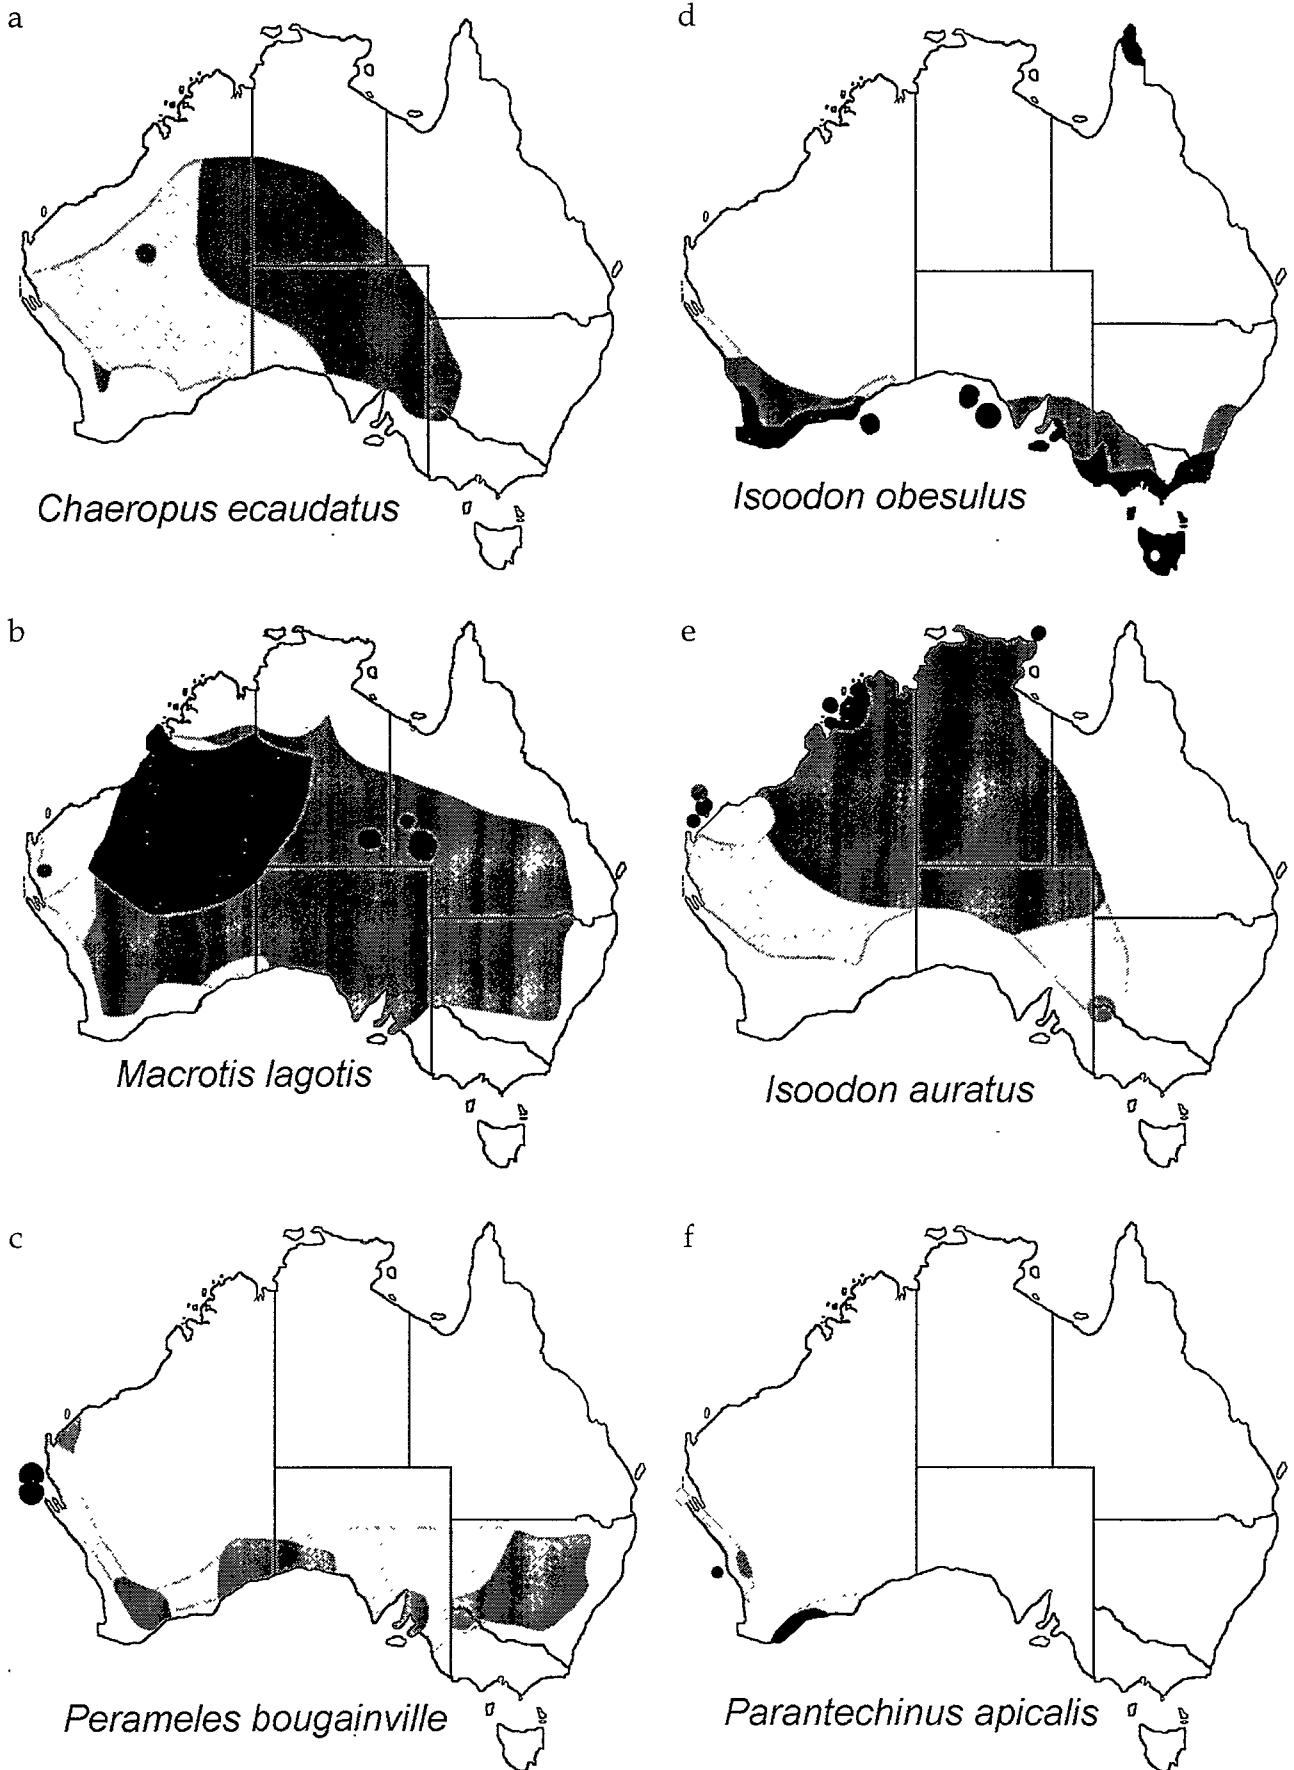 a
Chaeropus ecaudatus
b
Macrotis lagotis
c
Perameles bougainville
d
Isoodon obesulus
e
Isoodon auratus
f
Parantechinus apicalis